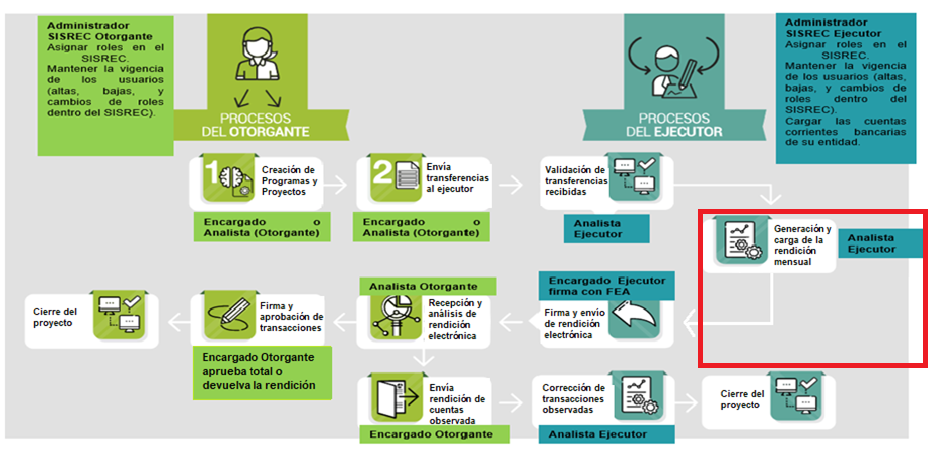 Administrador
SISREC Otorgante
Asignar roles en el
SISREC.
Mantener la vigencia
de los usuarios
(altas, bajas, y
cambios de roles
dentro del SISREC).
PROCESOS
DEL OTORGANTE
PROCESOS
DEL EJECUTOR
Administrador
SISREC Ejecutor
Asignar roles en el
SISREC.
Mantener la vigencia
de los usuarios (altas,
bajas, y cambios de
roles dentro del
SISREC).
Cargar las cuentas
corrientes bancarias
de su entidad.
1
Creación de
Programas y
Proyectos
Encargado o
Analista (Otorgante)
2
Envía
transferencias
al ejecutor
Encargado o
Analista (Otorgante)
Validación de
transferencias
recibidas
Analista
Ejecutor
Generación y
carga de la
rendición
mensual
Analista
Ejecutor
Cierre del
proyecto
Firma y
aprobación de
transacciones
Encargado Otorgante
aprueba total o
devuelva la rendición
Analista Otorgante
Recepción y
análisis de
rendición
electrónica
Encargado Ejecutor
firma con FEA
Firma y envío
de rendición
electrónica
Envía
rendición de
cuentas
observada
Encargado Otorgante
Corrección de
transacciones
observadas
Analista Ejecutor
Cierre del
proyecto